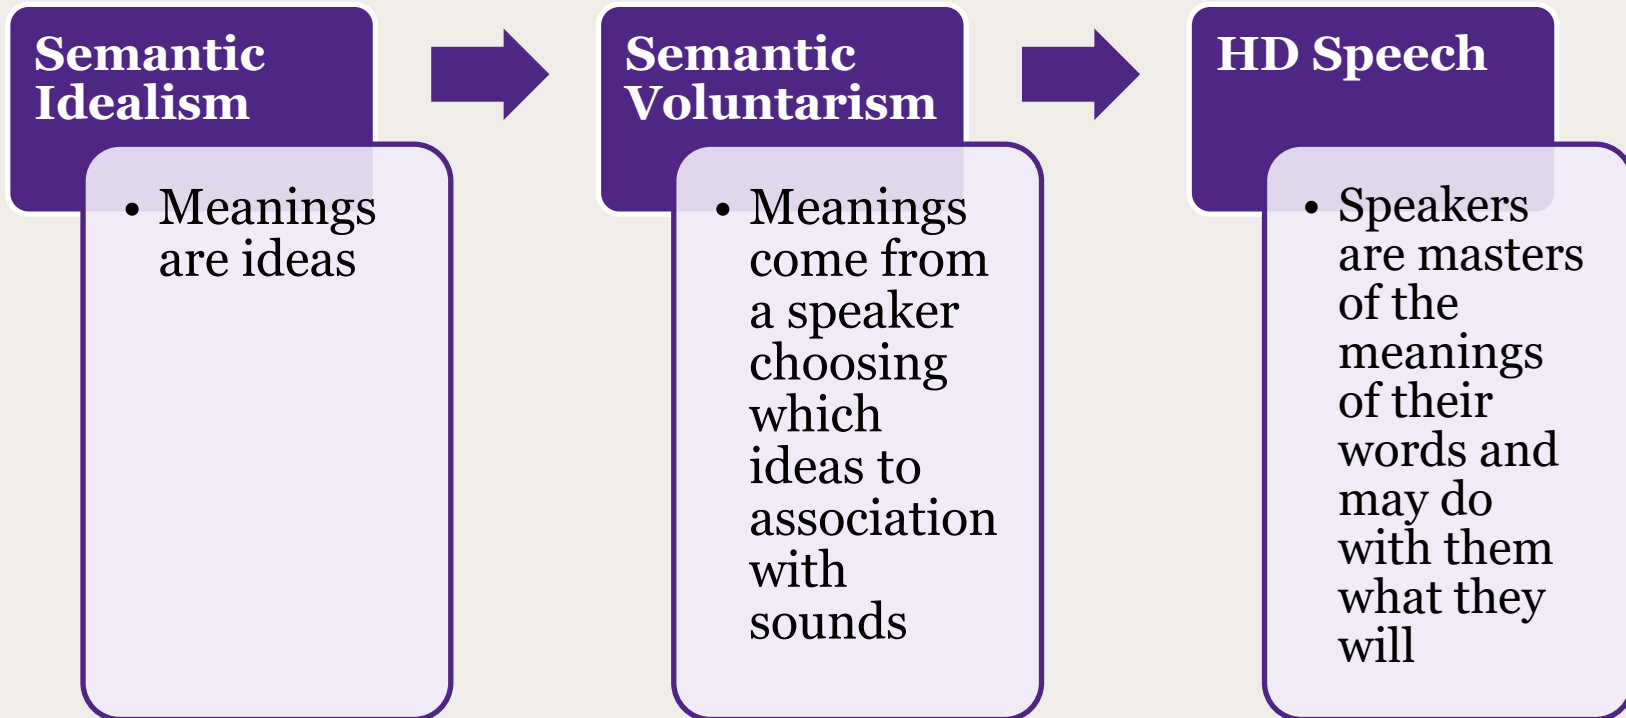 Semantic
Idealism
• Meanings
are ideas
Semantic
Voluntarism
• Meanings
come from
a speaker
choosing
which
ideas to
association
with
sounds
HD Speech
• Speakers
are masters
of the
meanings
of their
words and
may do
with them
what they
will